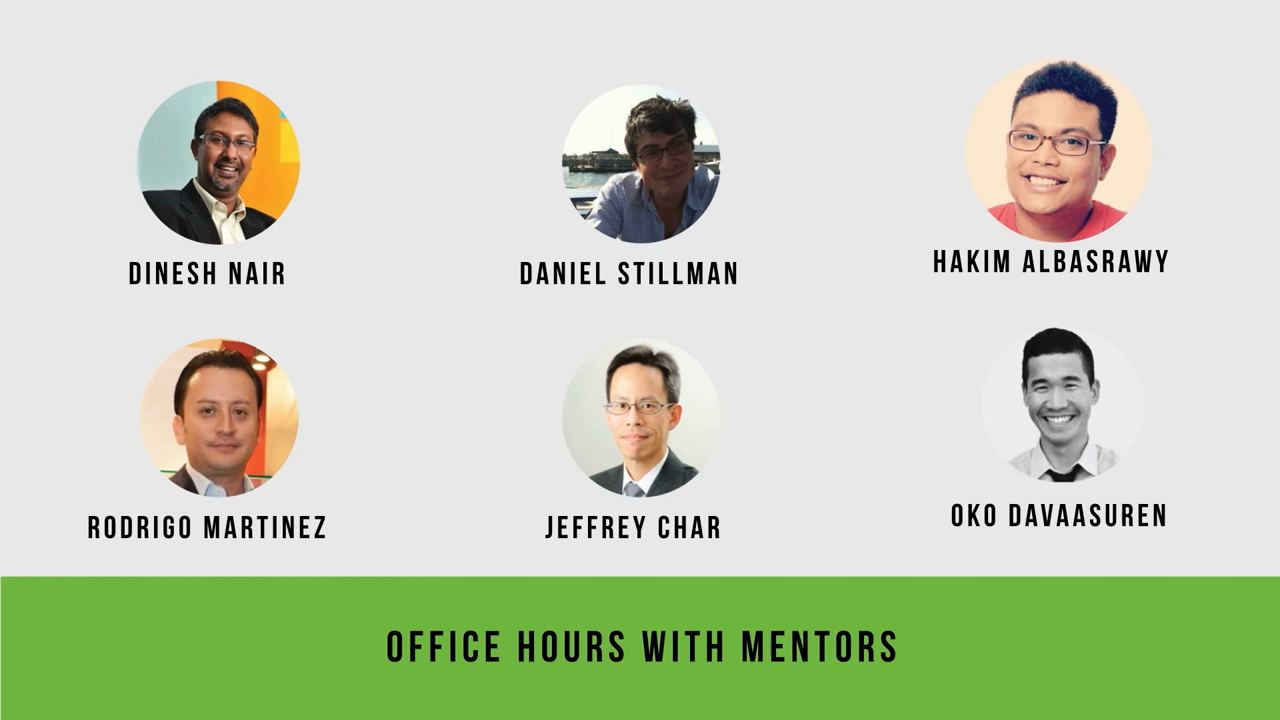 DINESH NAIR
DANIEL STILLMAN
HAKIM ALBASRAWY
RODRIGO MARTINEZ
JEFFREY CHAR
OKO DAVAASUREN
OFFICE HOURS WITH MENTORS